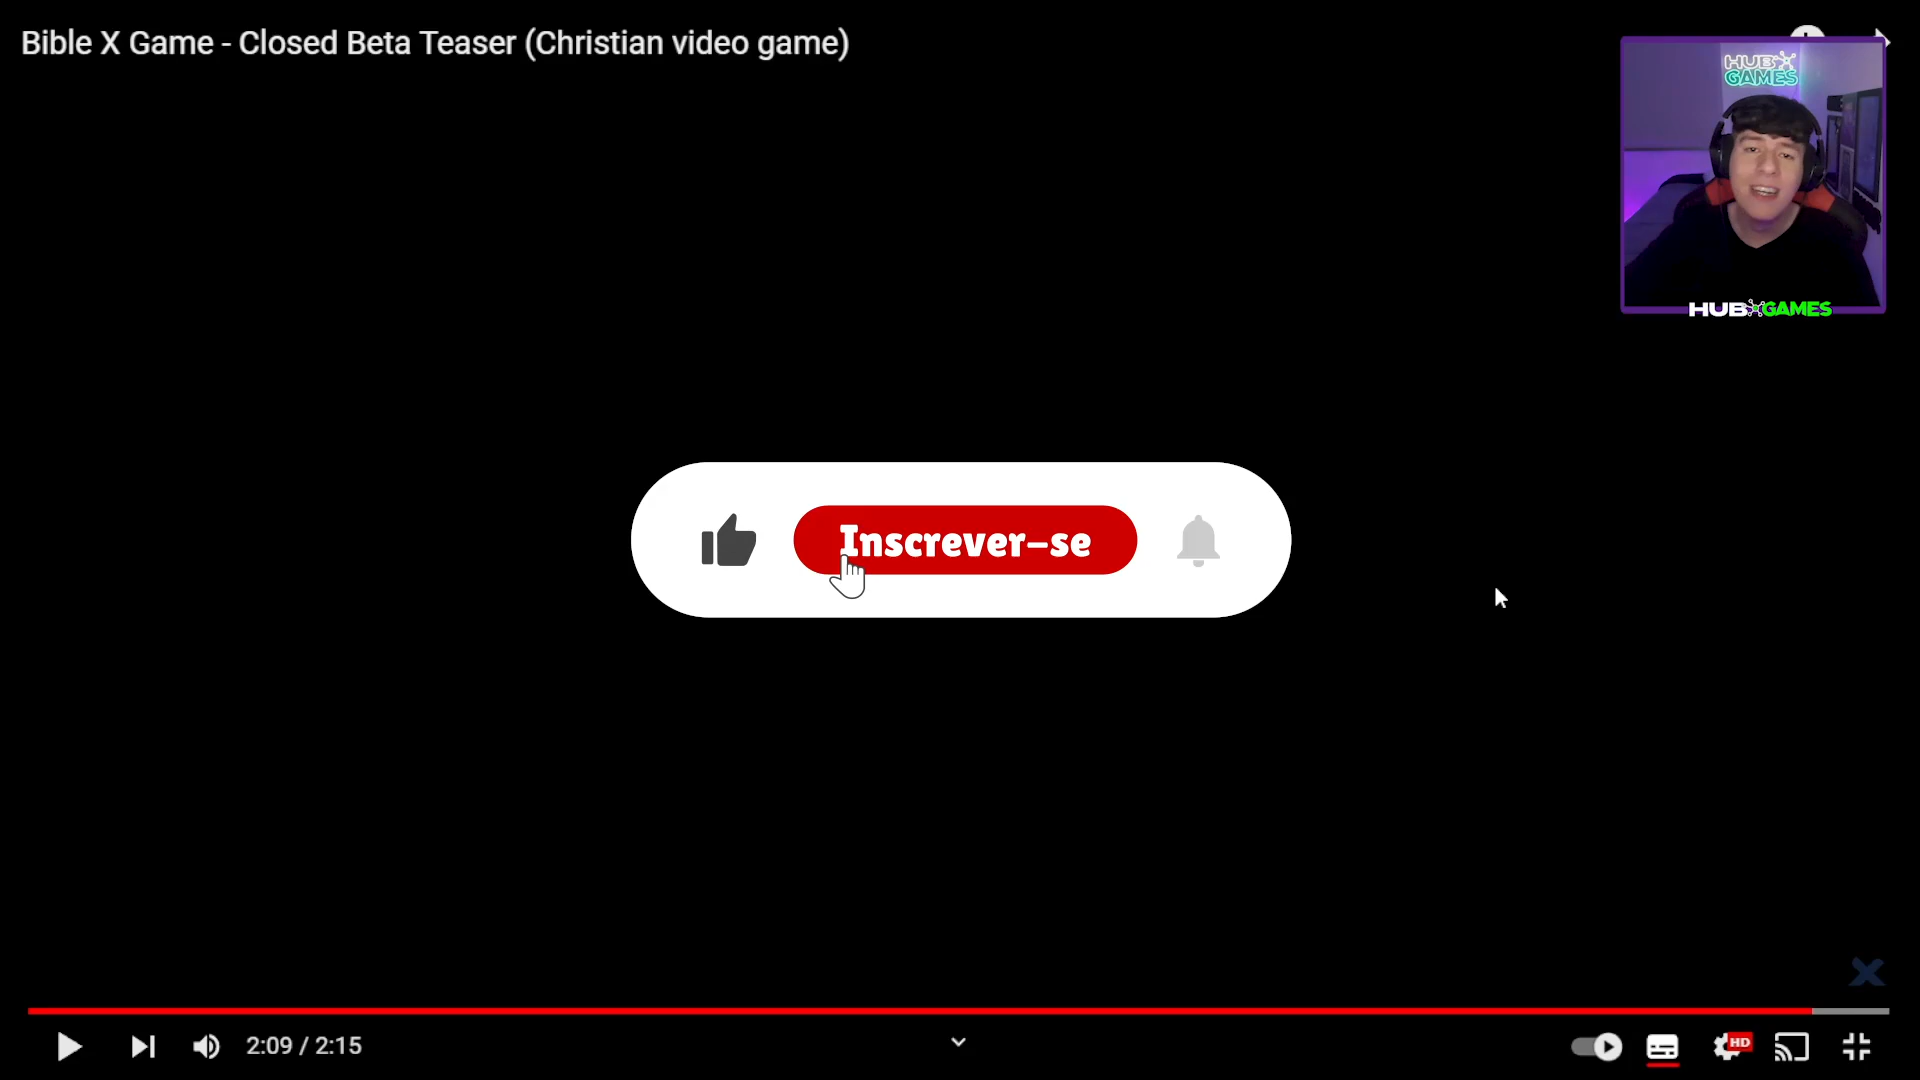 Bible X Game - Closed Beta Teaser (Christian video game)
HUB
GAMES
HUB GAMES
Inscrever-se
2:09 / 2:15
HD